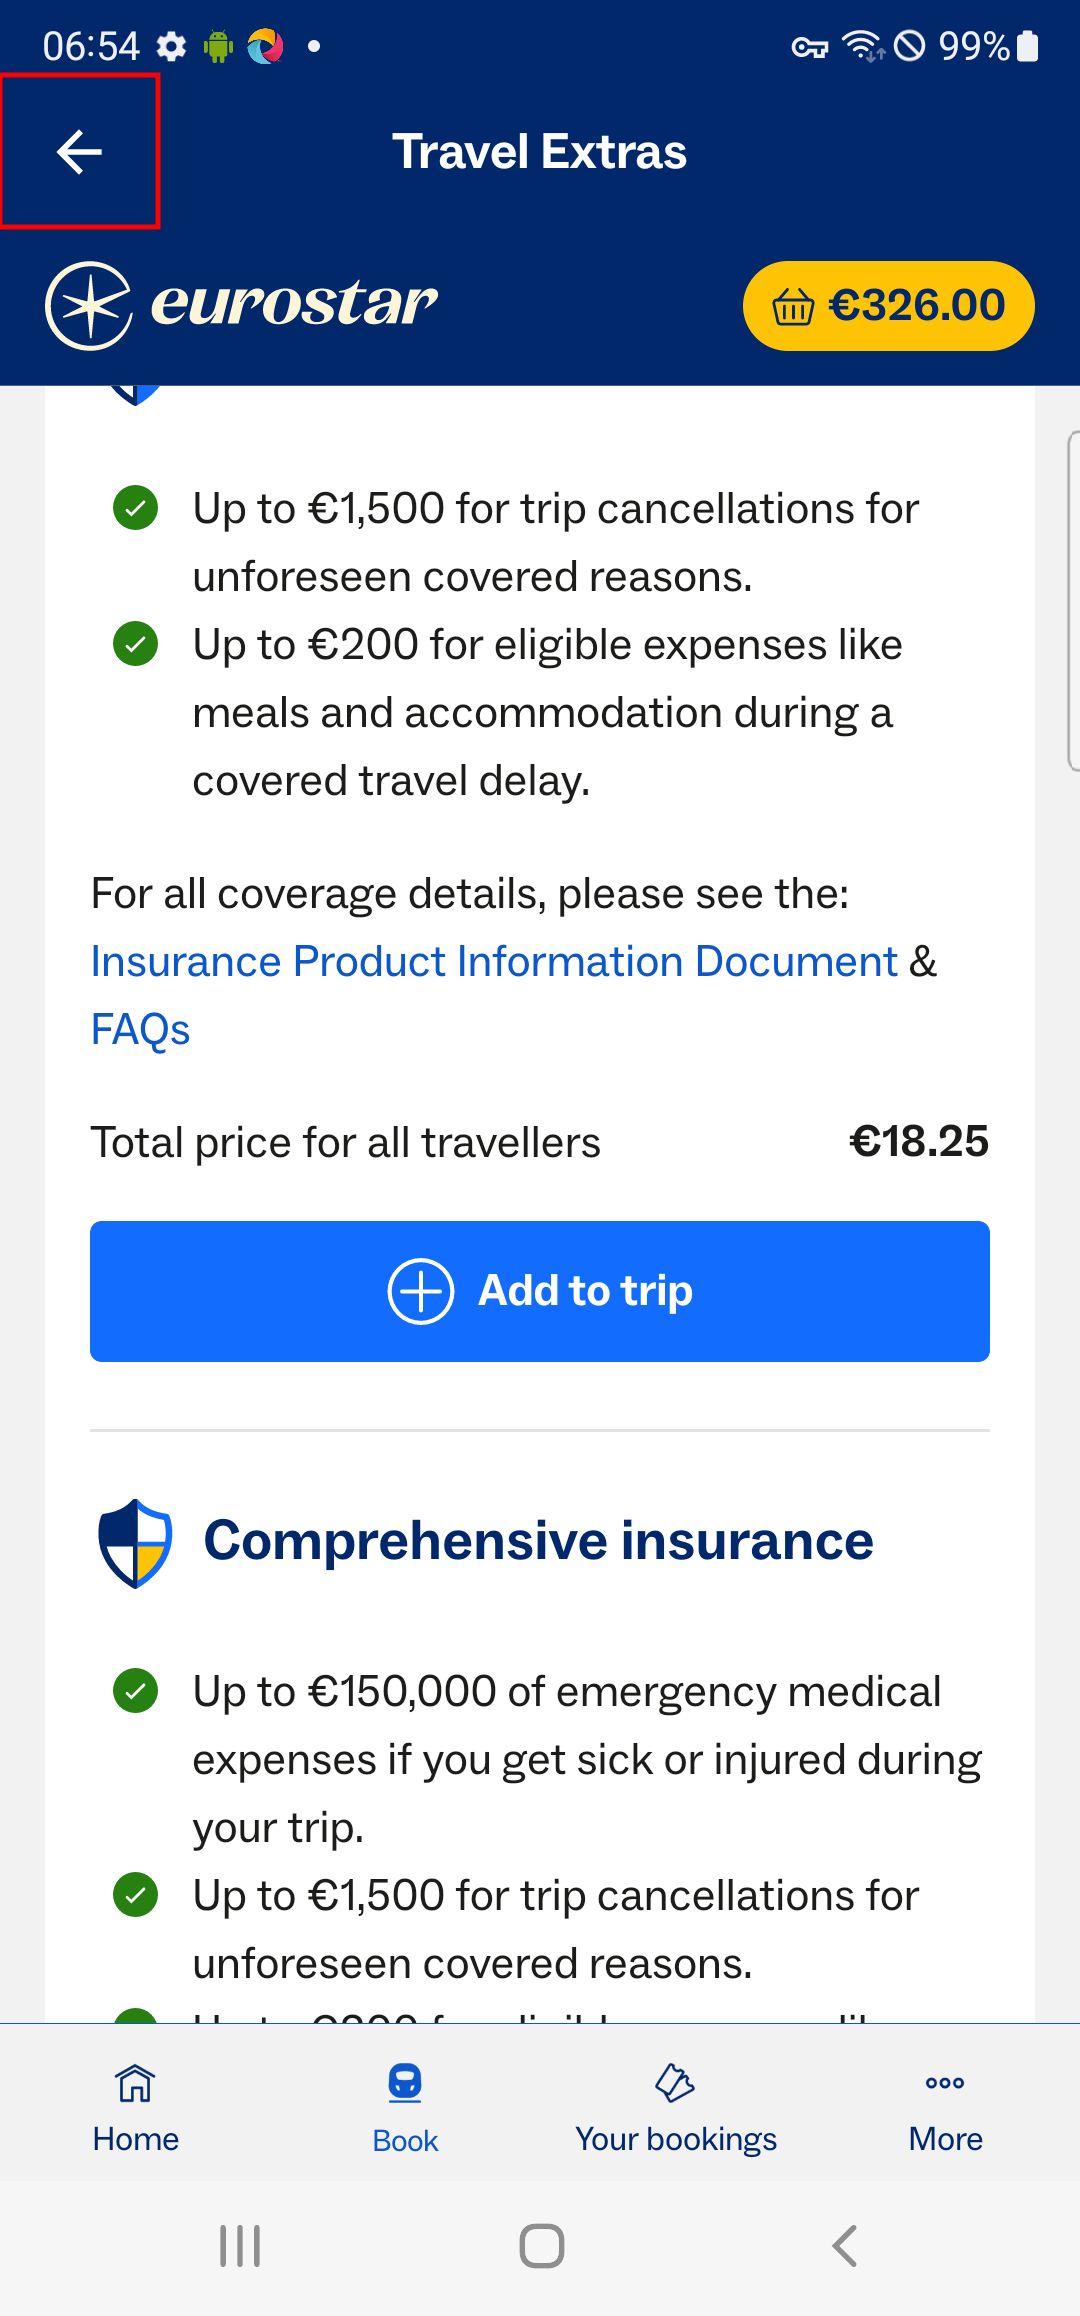 06:54
99%
Travel Extras
eurostar
€326.00
Up to €1,500 for trip cancellations for
unforeseen covered reasons.
Up to €200 for eligible expenses like
meals and accommodation during a
covered travel delay.
For all coverage details, please see the:
Insurance Product Information Document &
FAQs
Total price for all travellers
€18.25
Add to trip
Comprehensive insurance
Up to €150,000 of emergency medical
expenses if you get sick or injured during
your trip.
Up to €1,500 for trip cancellations for
unforeseen covered reasons.
Home
Book
Your bookings
More